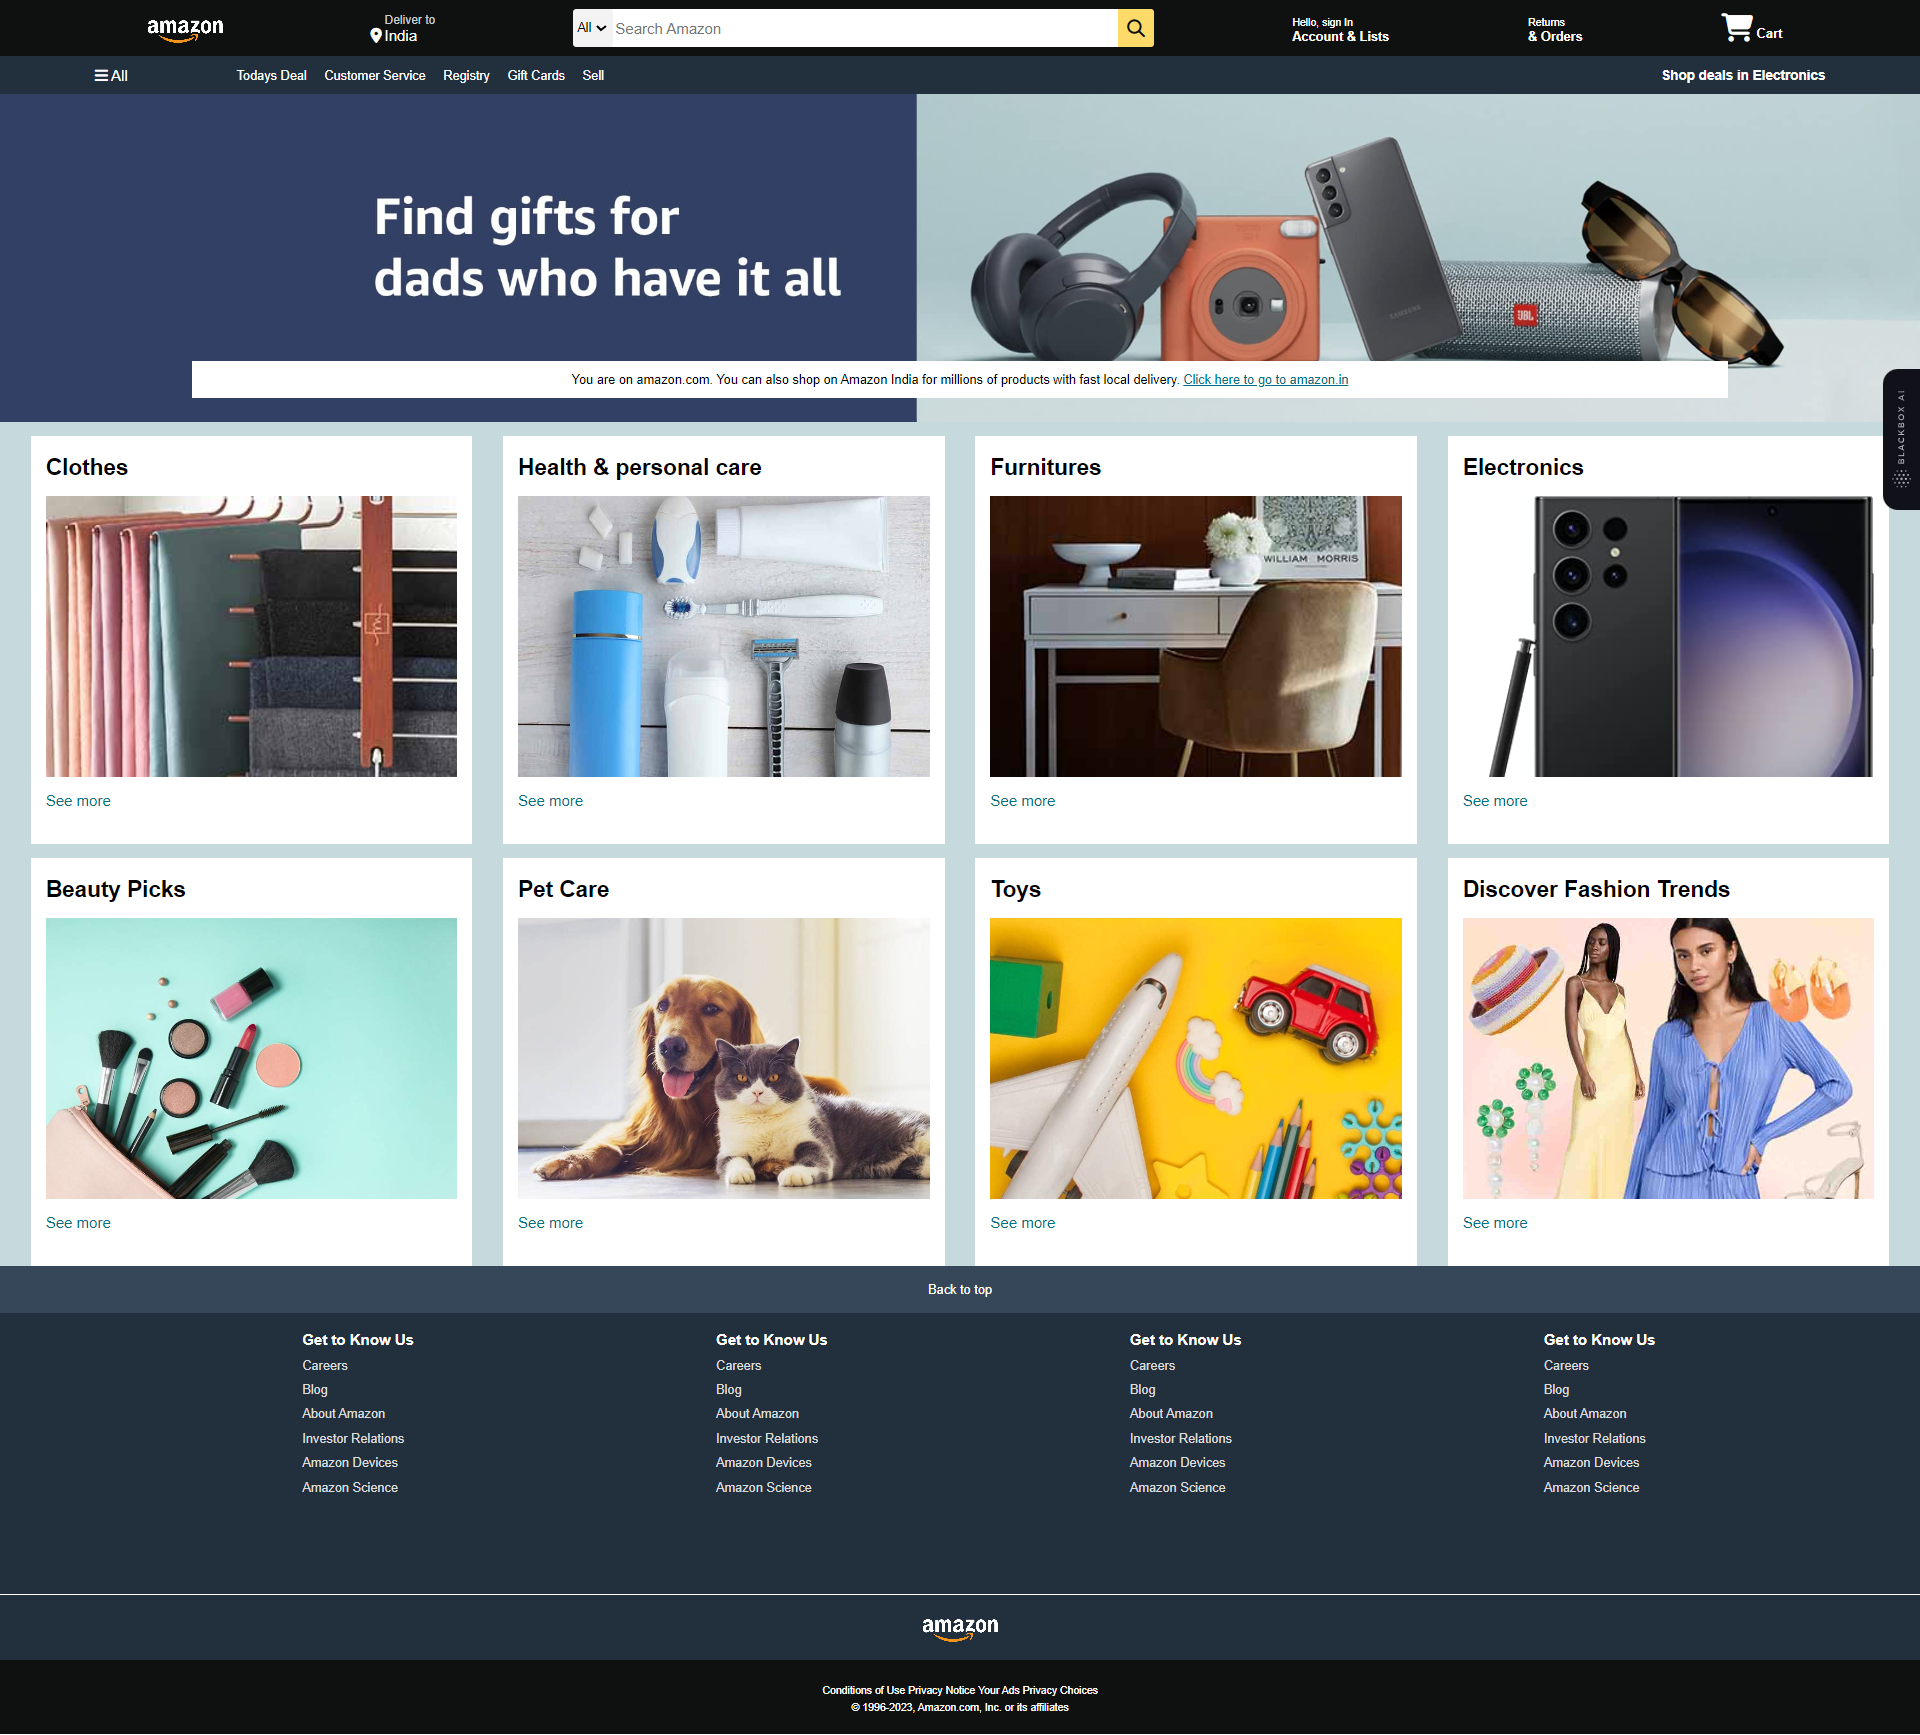 amazon
Deliver to
India
All
Search Amazon
Hello, sign In
Account & Lists
Returns
& Orders
Cart
All
Todays Deal
Customer Service
Registry
Gift Cards
Sell
Shop deals in Electronics
Find gifts for
dads who have it all
SAMSUNG
JBL
You are on amazon.com. You can also shop on Amazon India for millions of products with fast local delivery. Click here to go to amazon.in
BLACKBOX AI
Clothes
Health & personal care
Furnitures
Electronics
WILLIAM MORRIS
See more
See more
See more
See more
Beauty Picks
Pet Care
Toys
Discover Fashion Trends
See more
See more
See more
See more
Back to top
Get to Know Us
Careers
Blog
About Amazon
Investor Relations
Amazon Devices
Amazon Science
Get to Know Us
Careers
Blog
About Amazon
Investor Relations
Amazon Devices
Amazon Science
Get to Know Us
Careers
Blog
About Amazon
Investor Relations
Amazon Devices
Amazon Science
Get to Know Us
Careers
Blog
About Amazon
Investor Relations
Amazon Devices
Amazon Science
amazon
Conditions of Use Privacy Notice Your Ads Privacy Choices
© 1996-2023, Amazon.com, Inc. or its affiliates